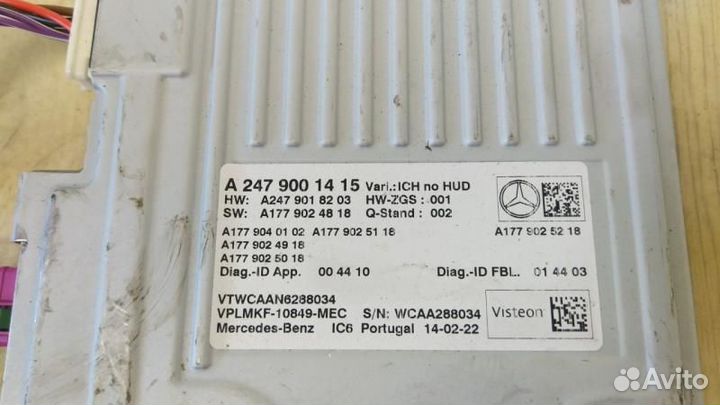 A 247 900 14 15 Vari.:ICH no HUD
HW: A247 901 82 03 HW-ZGS : 001
SW: A177 902 48 18 Q-Stand : 002
A177 904 01 02 A177 902 51 18 A177 902 52 18
A177 902 49 18
A177 902 50 18
Diag.-ID App. 00 44 10 Diag.-ID FBL.. 01 44 03
VTWCAAN6288034
VPLMKF-10849-MEC S/N: WCAA288034 Visteon
Mercedes-Benz IC6 Portugal 14-02-22
Avito